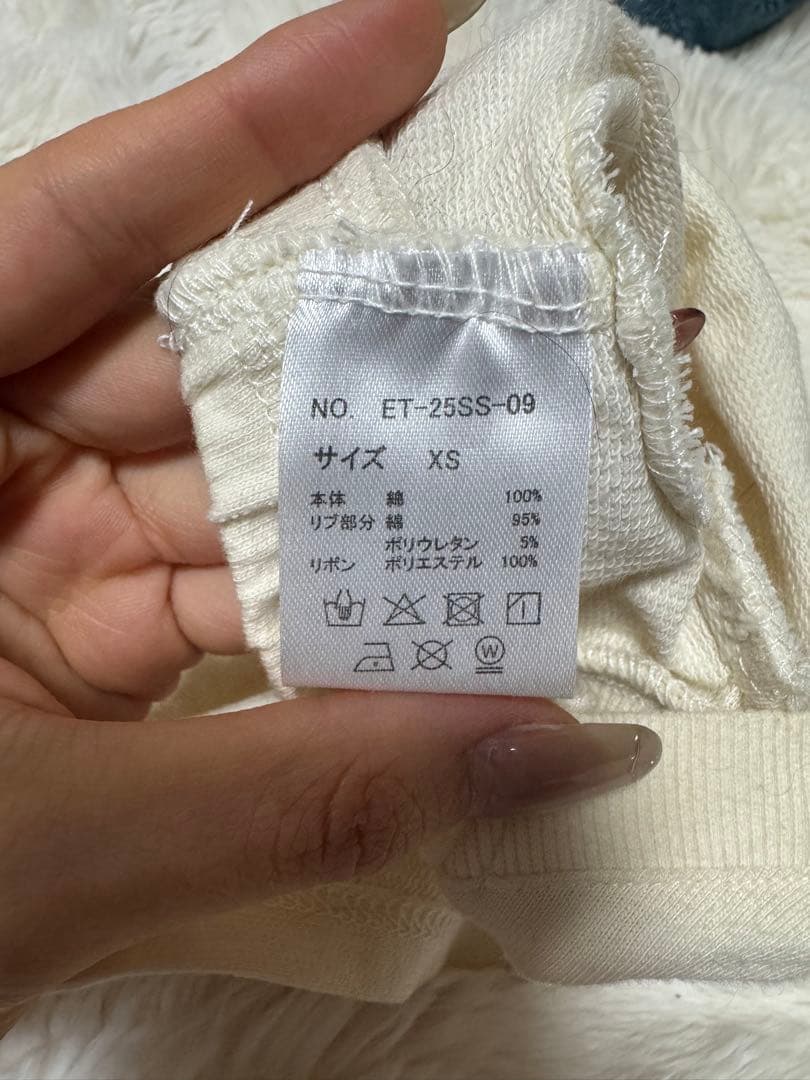 NO. ET-25SS-09
サイズ XS
本体 綿 100%
リブ部分 綿 95%
ポリウレタン 5%
リボン ポリエステル 100%
W